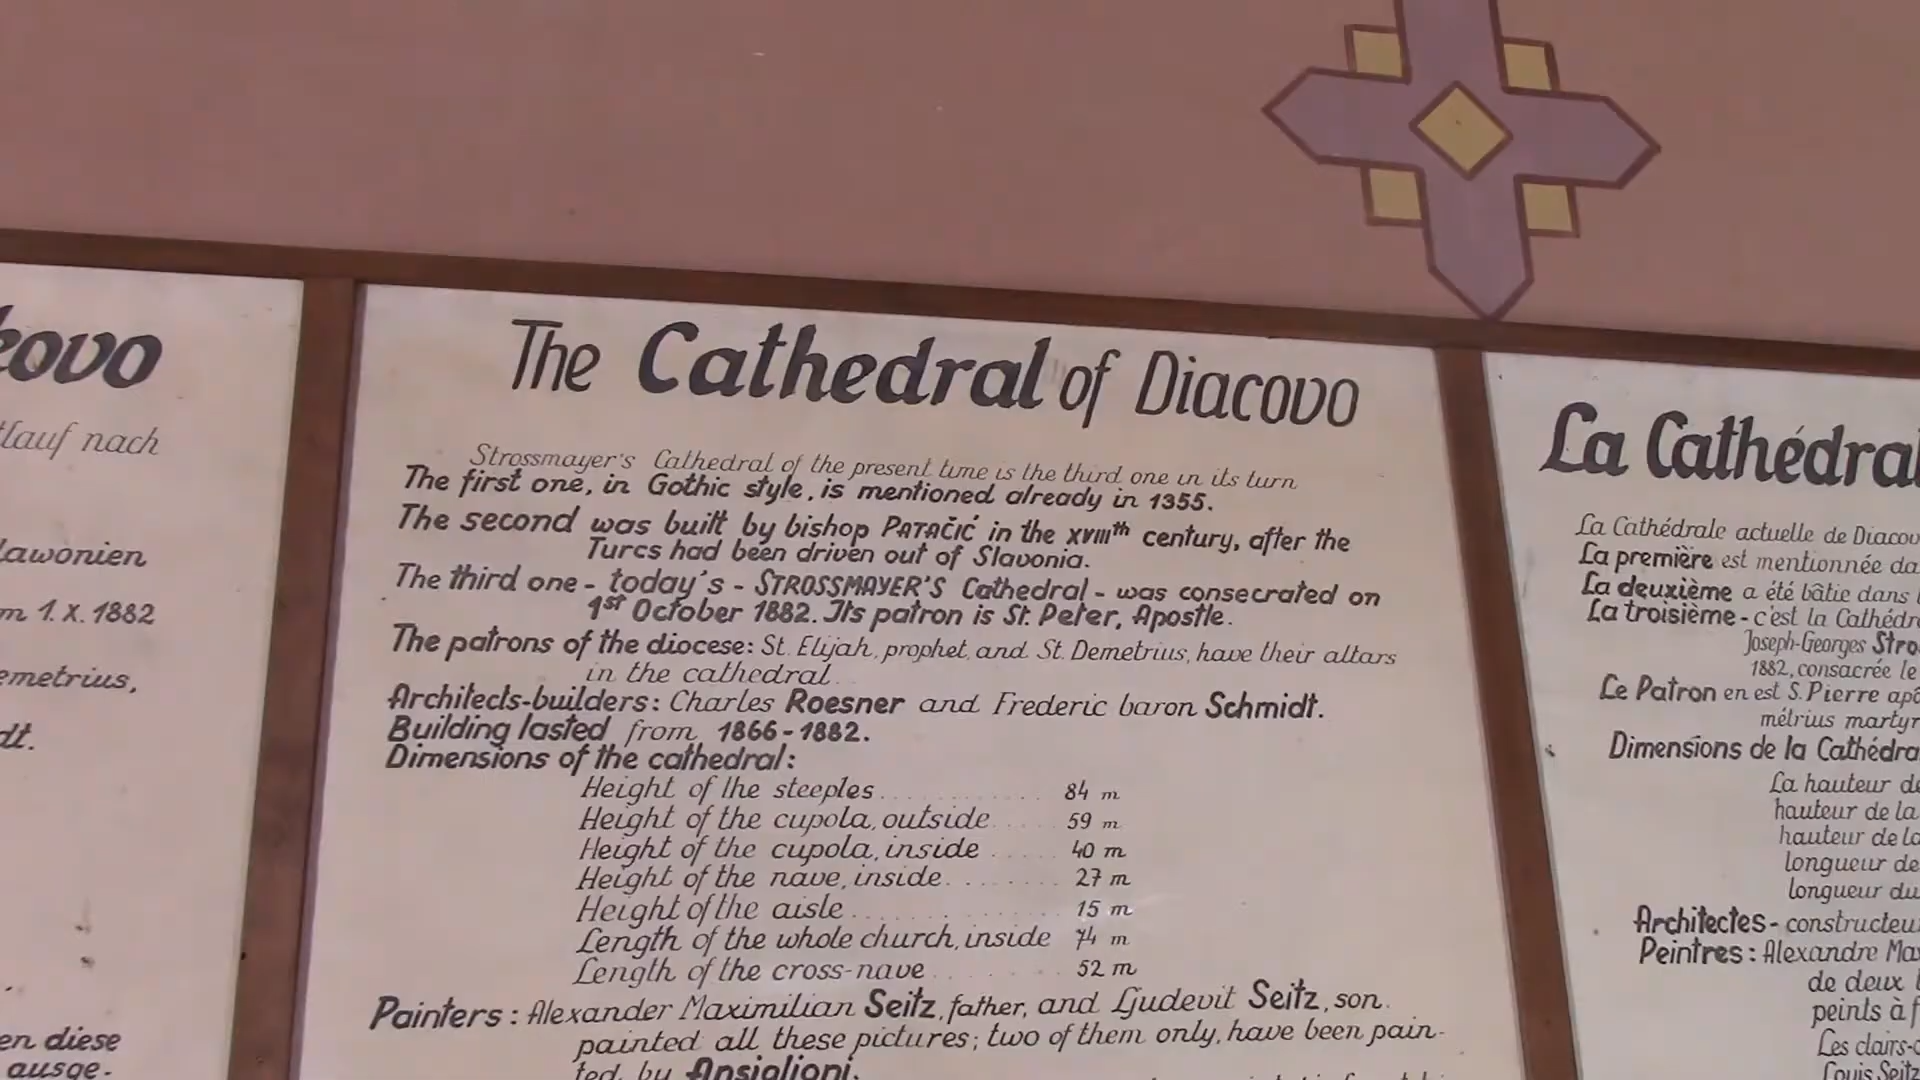 kovo
tlauf nach
lawonien
m 1. X. 1882
emetrius,
dt.
en diese
ausge-
The Cathedral of Diacovo
Strossmayer's Cathedral of the present time is the third one in its turn
The first one, in Gothic style, is mentioned already in 1355.
The second was built by bishop PATAČIĆ in the XVIIIth century, after the
Turcs had been driven out of Slavonia.
The third one - today's - STROSSMAYER'S Cathedral - was consecrated on
1st October 1882. Its patron is St. Peter, Apostle.
The patrons of the diocese: St. Elijah, prophet, and St. Demetrius, have their altars
in the cathedral.
Architects-builders: Charles Roesner and Frederic baron Schmidt.
Building lasted from 1866-1882.
Dimensions of the cathedral:
Height of the steeples 84 m
Height of the cupola, outside 59 m
Height of the cupola, inside 40 m
Height of the nave, inside 27 m
Height of the aisle 15 m
Length of the whole church, inside 74 m
Length of the cross-nave 52 m
Painters: Alexander Maximilian Seitz, father, and Ljudevit Seitz, son.
painted all these pictures; two of them only, have been pain-
ted by Ansiglioni.
La Cathédral
La Cathédrale actuelle de Diacov
La première est mentionnée da
La deuxième a été bâtie dans
La troisième - c'est la Cathédr
Joseph-Georges Stro
1882, consacrée le
Le Patron en est S. Pierre apô
métrius martyr
Dimensions de la Cathédra
La hauteur de
hauteur de la
hauteur de la
longueur de
longueur du
Architectes - constructeu
Peintres: Alexandre Ma
de deux
peints à f
Les clairs-o
Louis Seitz